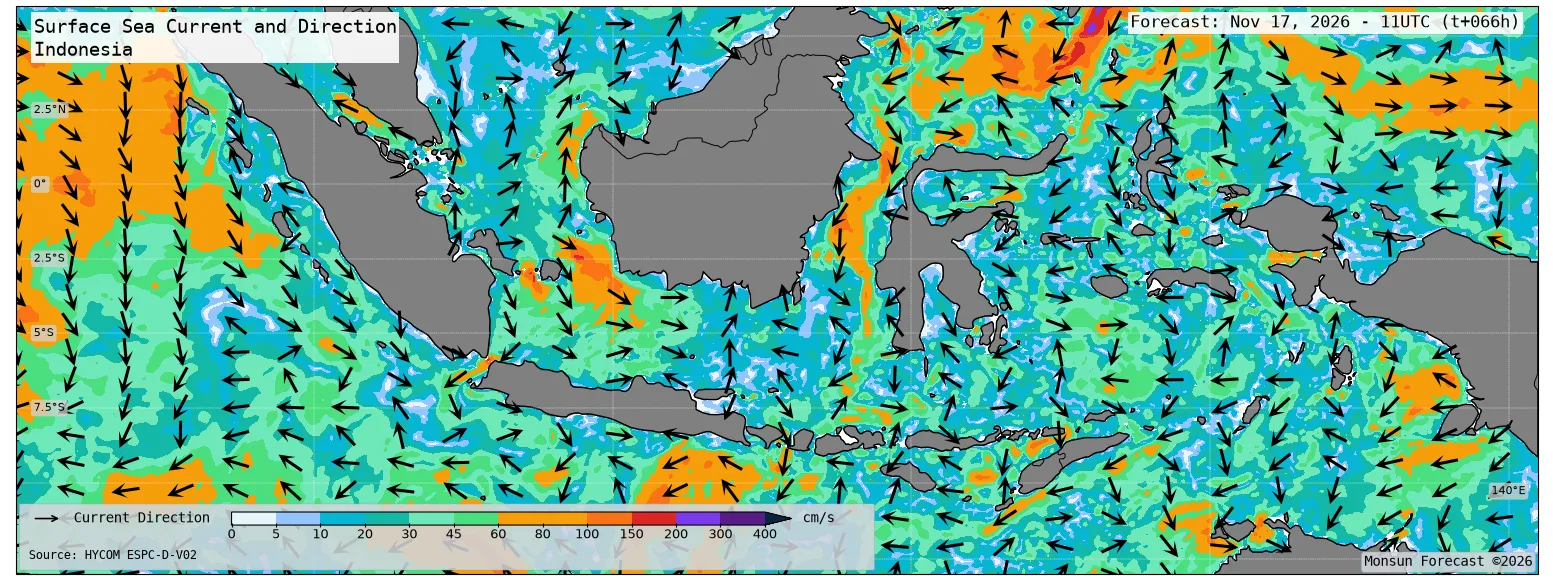 Surface Sea Current and Direction
Indonesia
Forecast: Nov 17, 2026 - 11UTC (t+066h)
2.5°N
0°
2.5°S
5°S
7.5°S
140°E
Current Direction
0 5 10 20 30 45 60 80 100 150 200 300 400 cm/s
Source: HYCOM ESPC-D-V02
Monsun Forecast ©2026